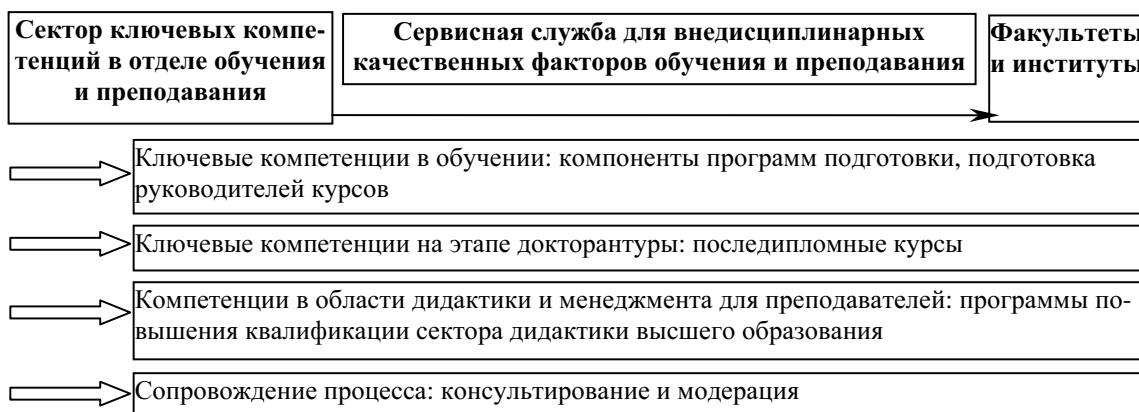 Сектор ключевых компе-
тенций в отделе обучения
и преподавания
Сервисная служба для внедисциплинарных
качественных факторов обучения и преподавания
Факультеты
и институты
Ключевые компетенции в обучении: компоненты программ подготовки, подготовка
руководителей курсов
Ключевые компетенции на этапе докторантуры: последипломные курсы
Компетенции в области дидактики и менеджмента для преподавателей: программы по-
вышения квалификации сектора дидактики высшего образования
Сопровождение процесса: консультирование и модерация